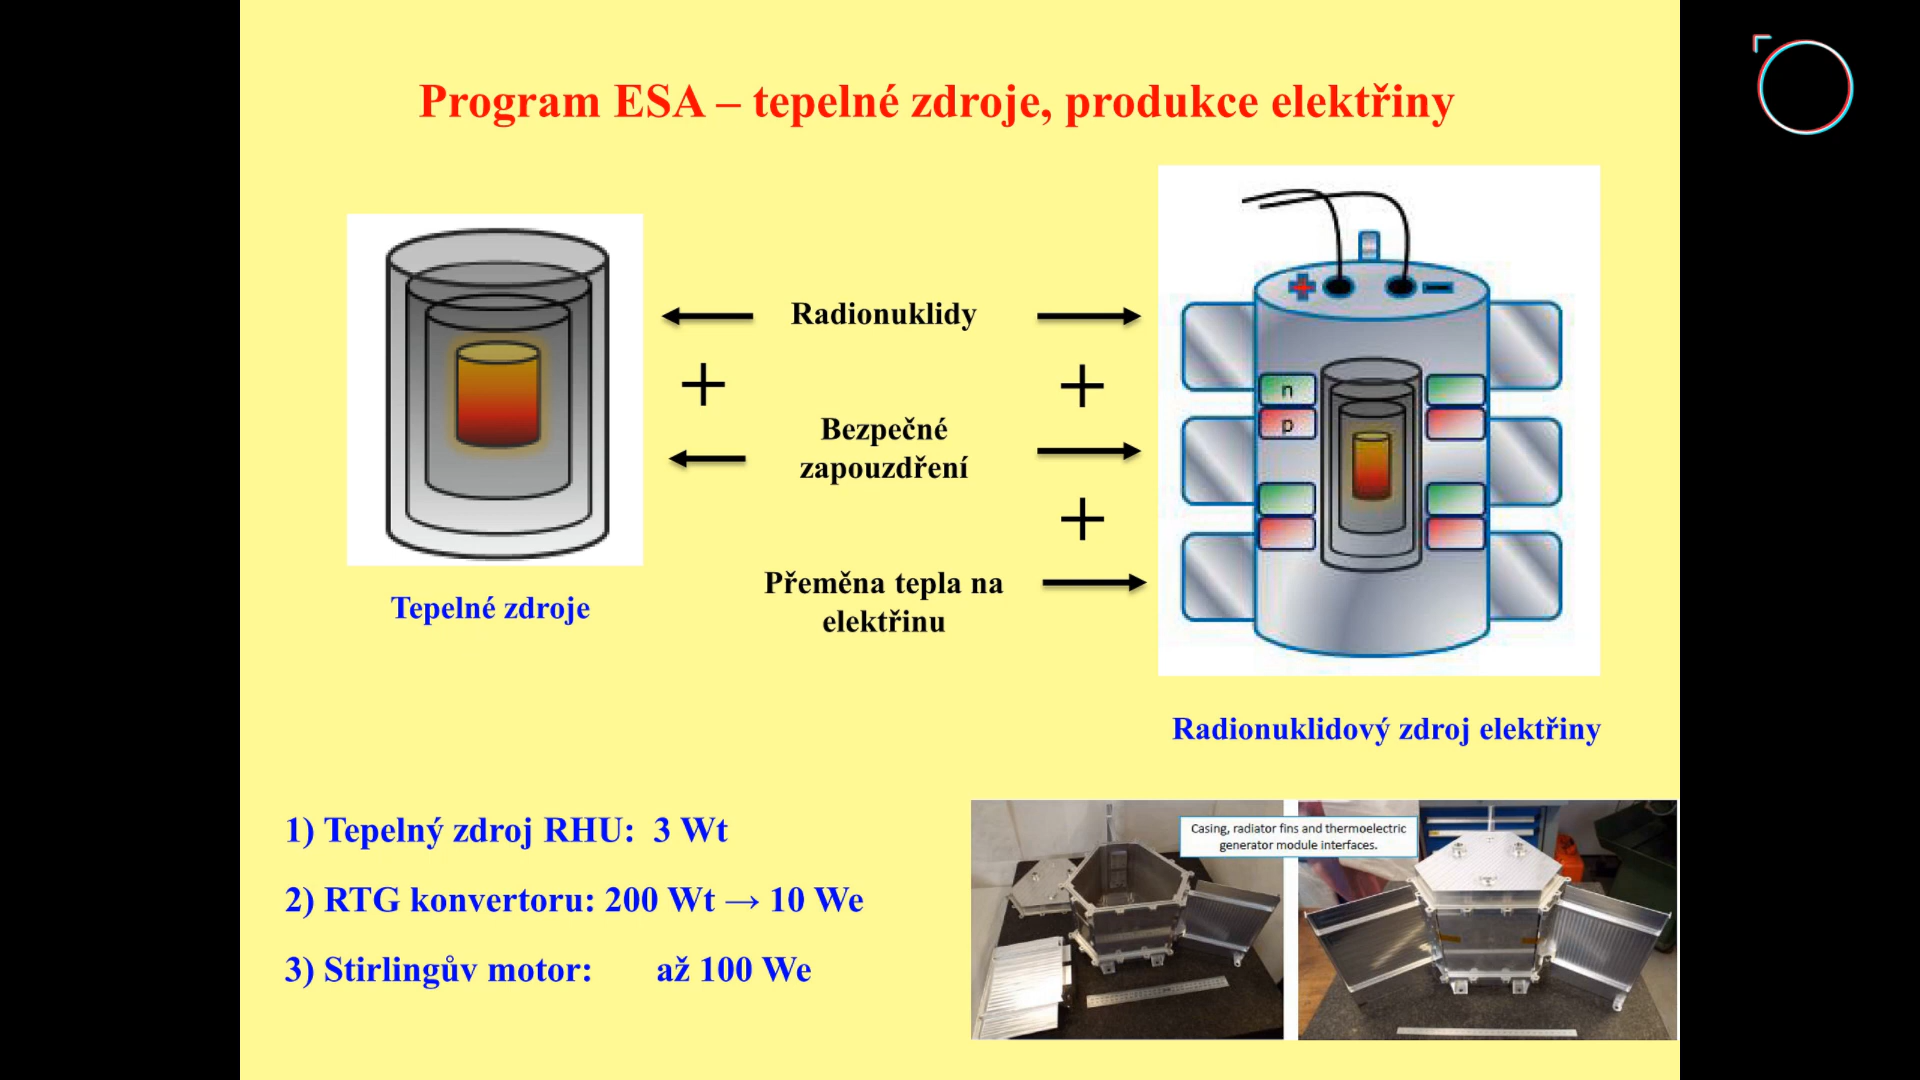 Program ESA – tepelné zdroje, produkce elektřiny
Radionuklidy
Bezpečné
zapouzdření
Přeměna tepla na
elektřinu
n
p
Tepelné zdroje
Radionuklidový zdroj elektřiny
1) Tepelný zdroj RHU: 3 Wt
2) RTG konvertoru: 200 Wt → 10 We
3) Stirlingův motor: až 100 We
Casing, radiator fins and thermoelectric
generator module interfaces.